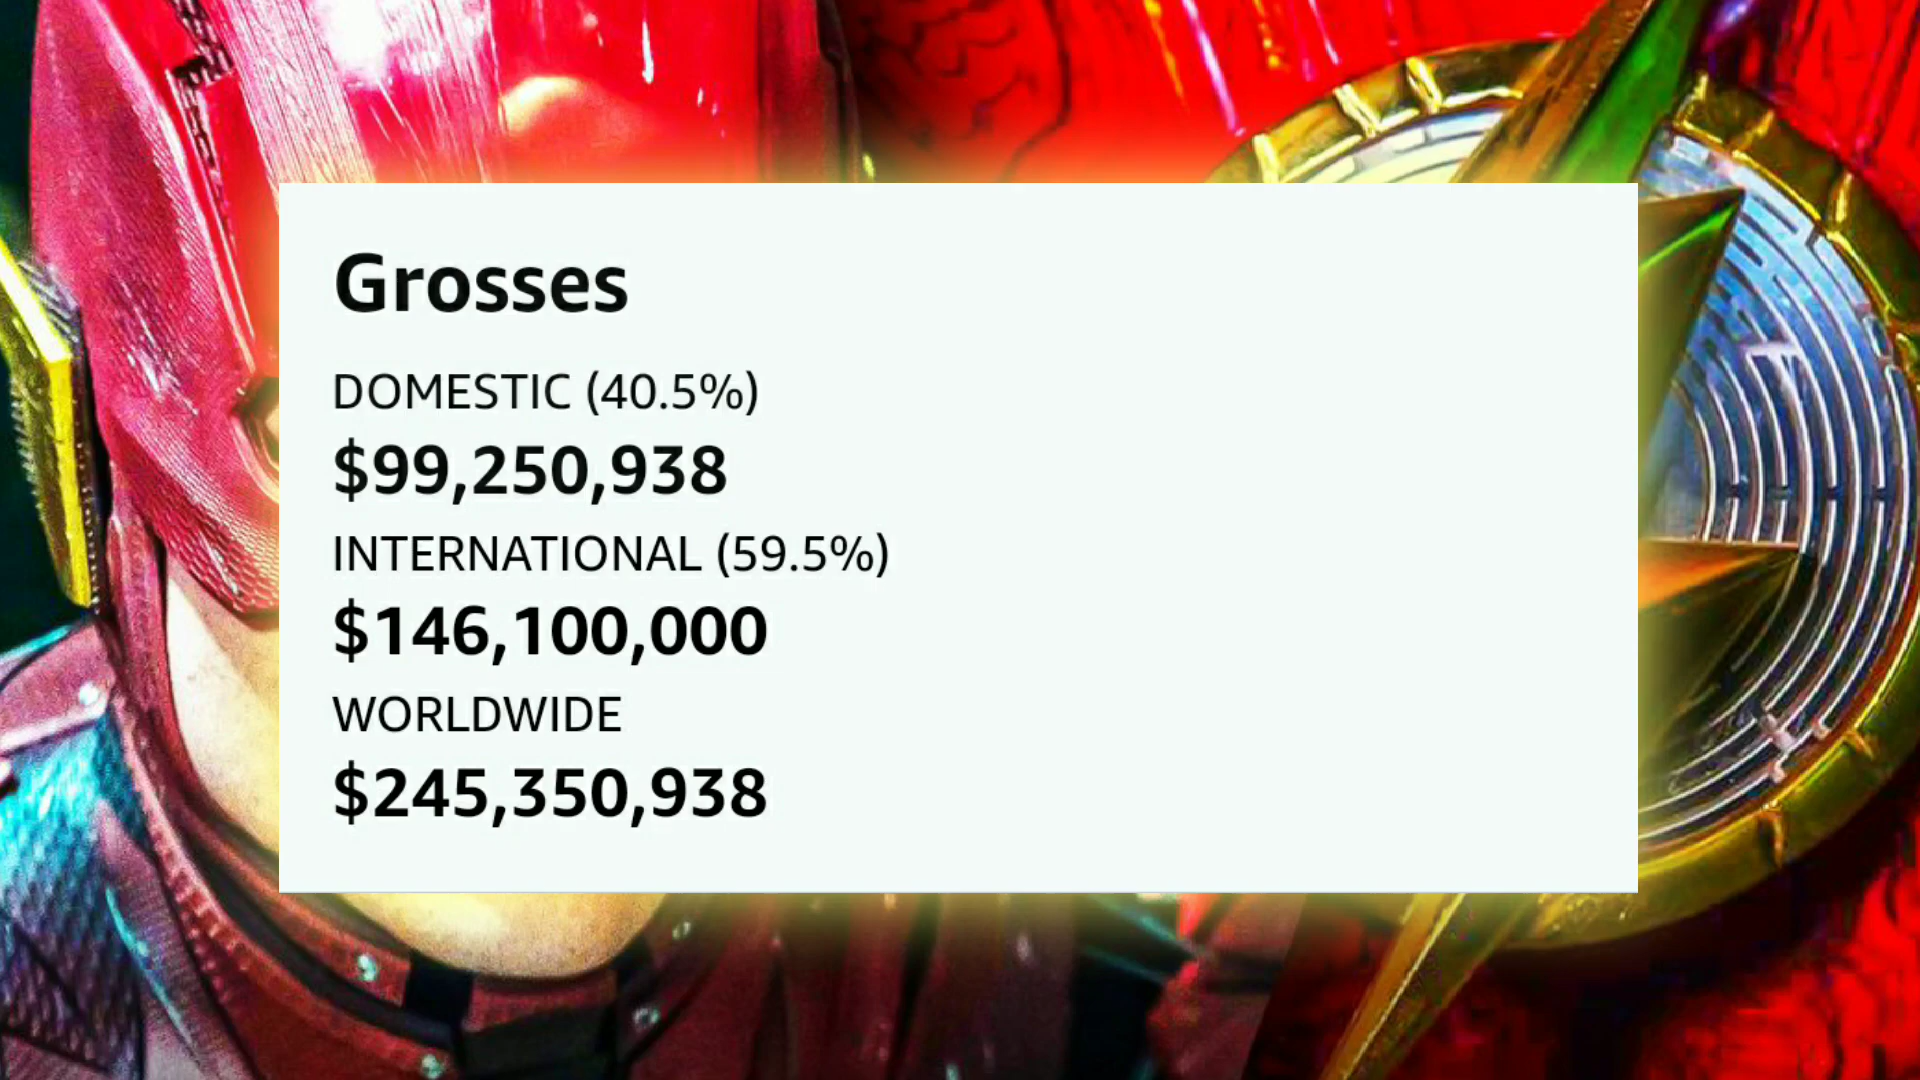 Grosses
DOMESTIC (40.5%)
$99,250,938
INTERNATIONAL (59.5%)
$146,100,000
WORLDWIDE
$245,350,938